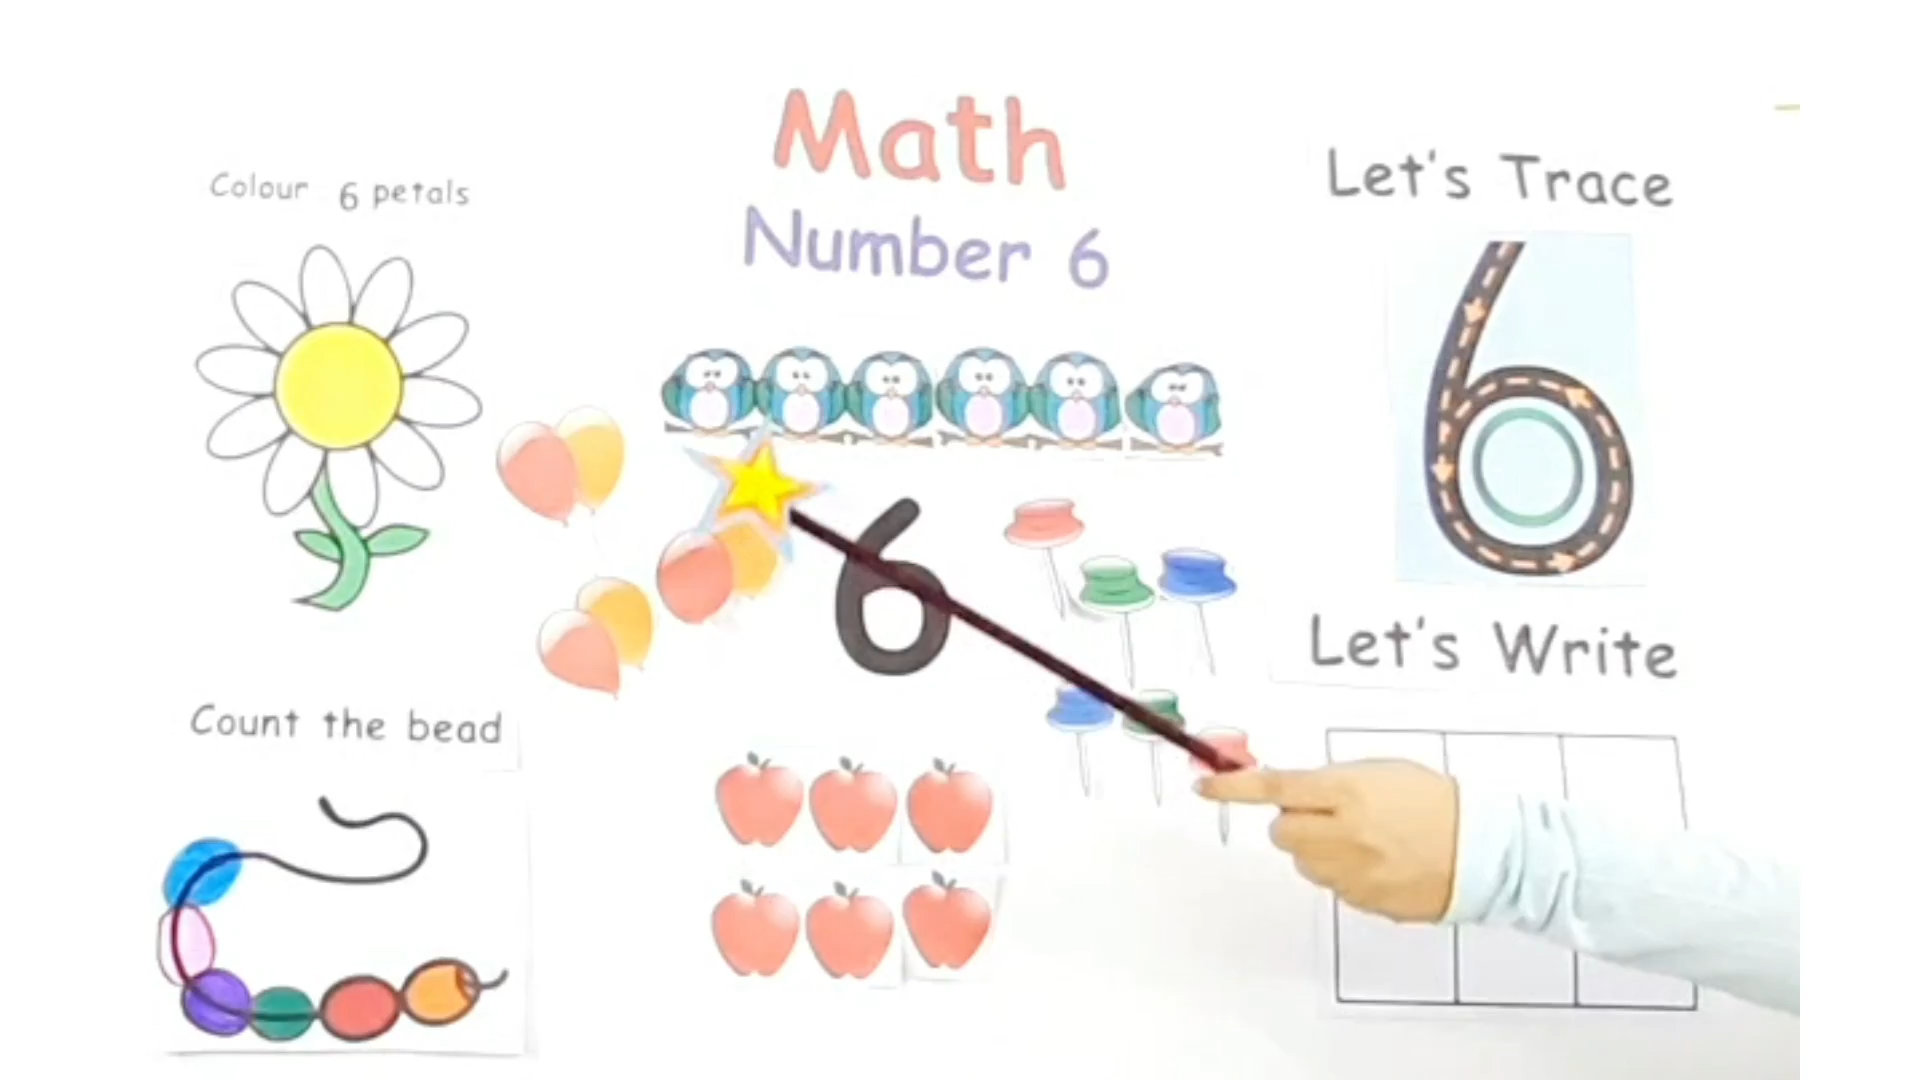 Math
Number 6
Colour 6 petals
Let's Trace
6
6
Let's Write
Count the bead